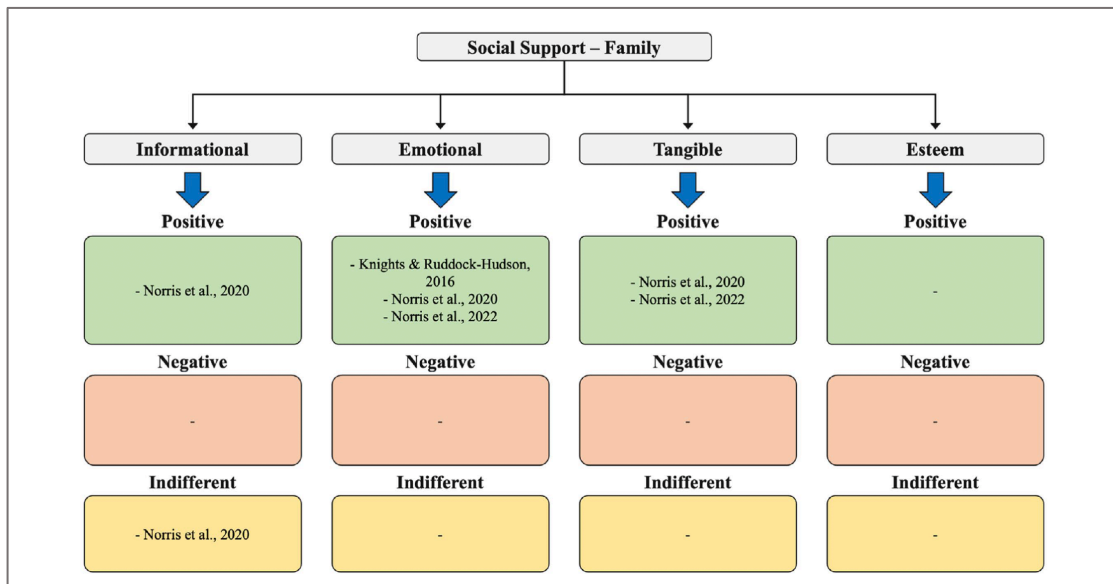 Social Support – Family
Informational
Emotional
Tangible
Esteem
Positive
Positive
Positive
Positive
- Norris et al., 2020
- Knights & Ruddock-Hudson,
2016
- Norris et al., 2020
- Norris et al., 2022
- Norris et al., 2020
- Norris et al., 2022
-
Negative
Negative
Negative
Negative
-
-
-
-
Indifferent
Indifferent
Indifferent
Indifferent
- Norris et al., 2020
-
-
-